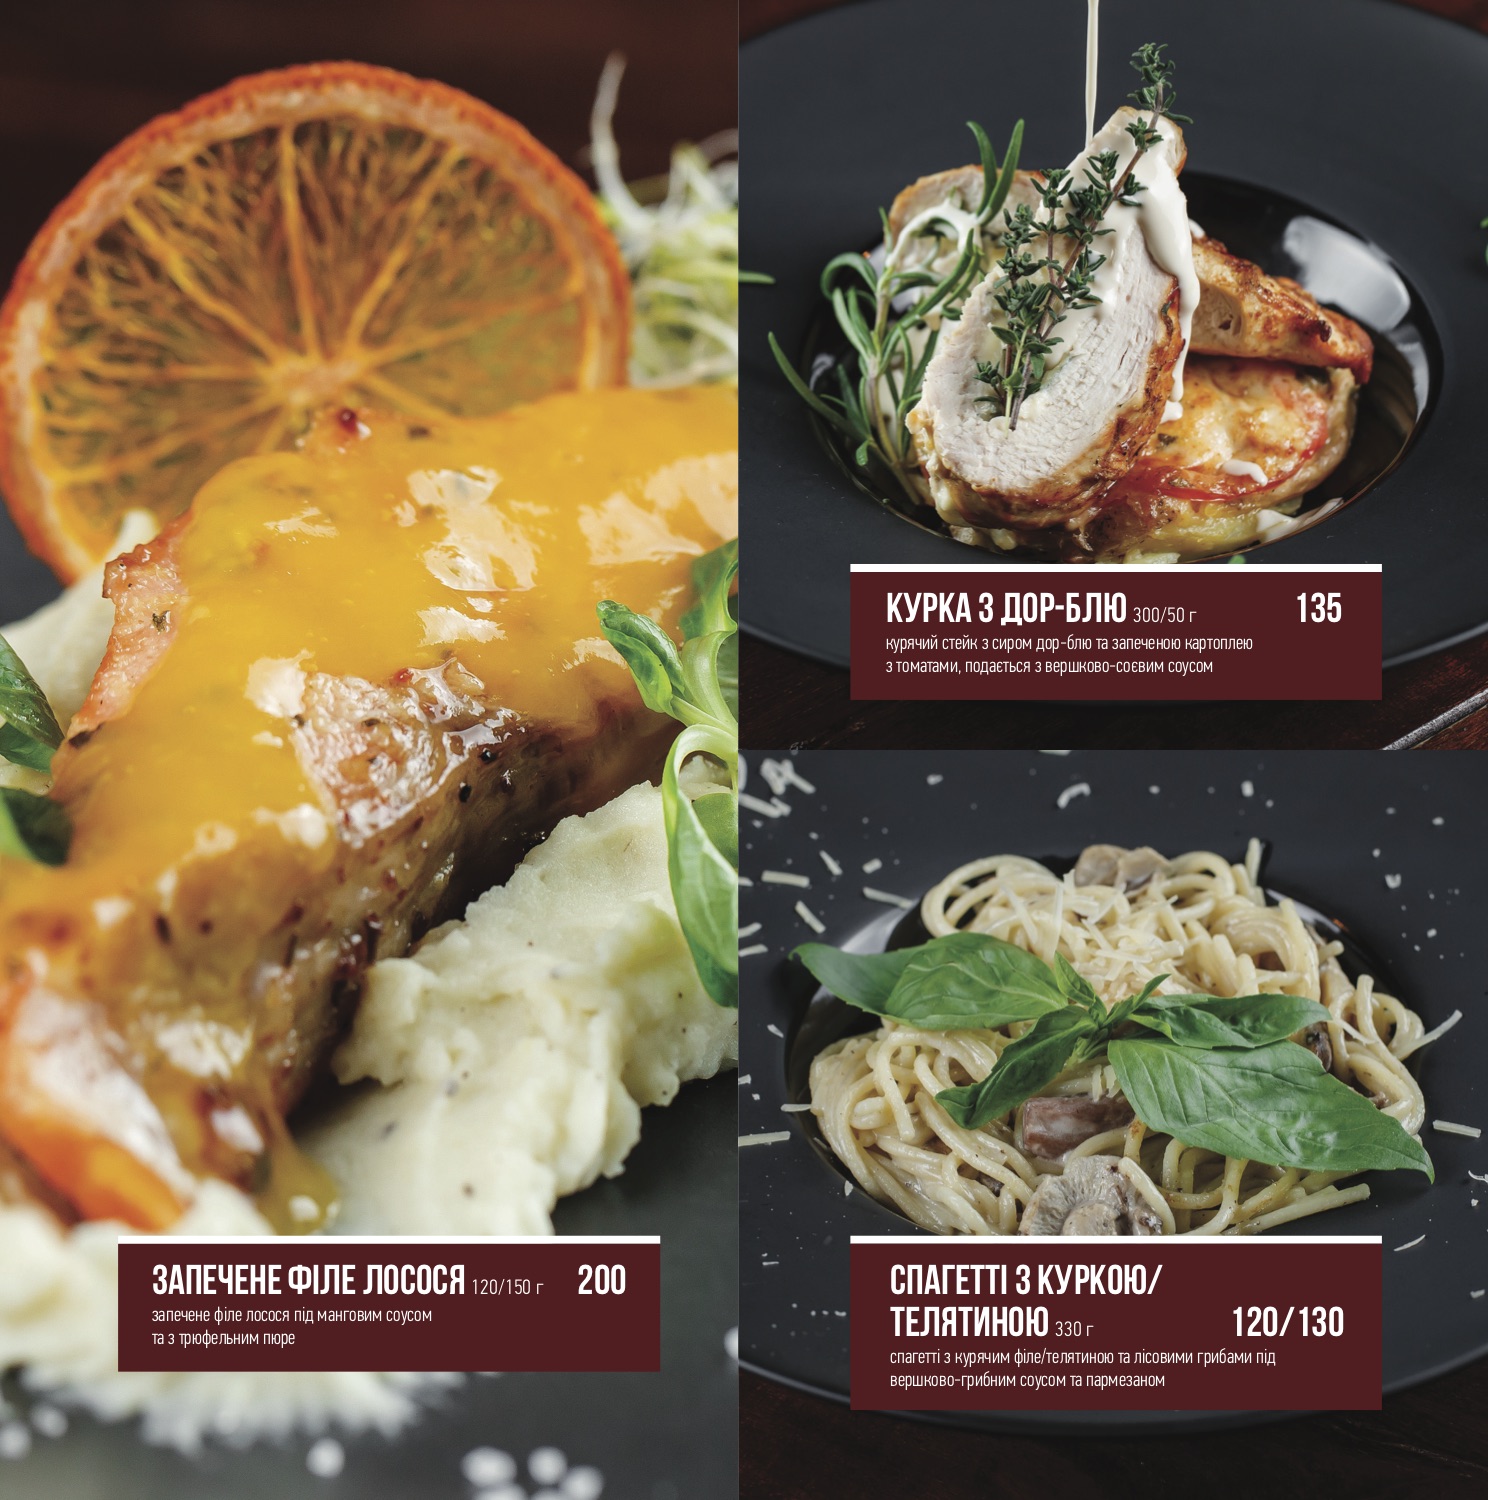 ЗАПЕЧЕНЕ ФІЛЕ ЛОСОСЯ 120/150 г 200
запечене філе лосося під манговим соусом
та з трюфельним пюре
КУРКА З ДОР-БЛЮ 300/50 г 135
курячий стейк з сиром дор-блю та запеченою картоплею
з томатами, подається з вершково-соєвим соусом
СПАГЕТТІ З КУРКОЮ/
ТЕЛЯТИНОЮ 330 г 120/130
спагетті з курячим філе/телятиною та лісовими грибами під
вершково-грибним соусом та пармезаном